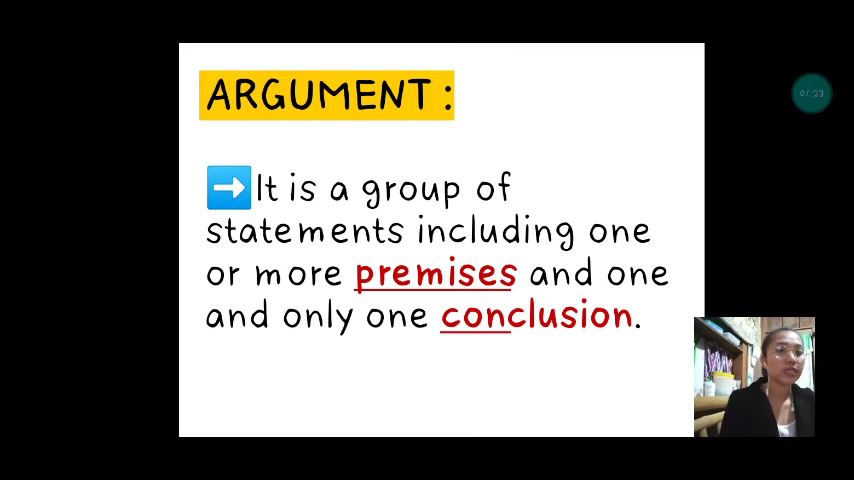 ARGUMENT :
It is a group of
statements including one
or more premises and one
and only one conclusion.